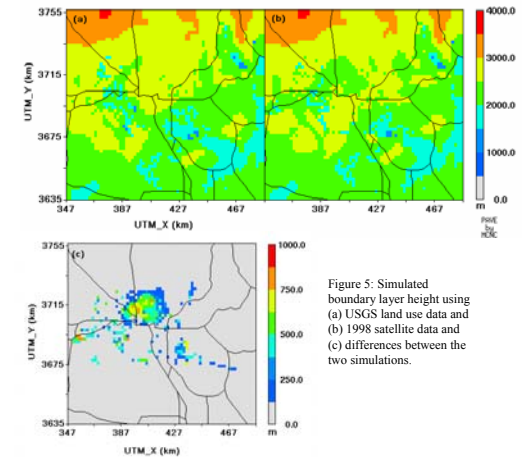 (a)
(b)
3755
3715
3675
3635
UTM_Y (km)
347
387
427
467
UTM_X (km)
387
427
467
4000.0
3000.0
2000.0
1000.0
0.0
m
PAVE
by
MCNC
(c)
3755
3715
3675
3635
UTM_Y (km)
347
387
427
467
UTM_X (km)
1000.0
750.0
500.0
250.0
0.0
m
Figure 5: Simulated
boundary layer height using
(a) USGS land use data and
(b) 1998 satellite data and
(c) differences between the
two simulations.